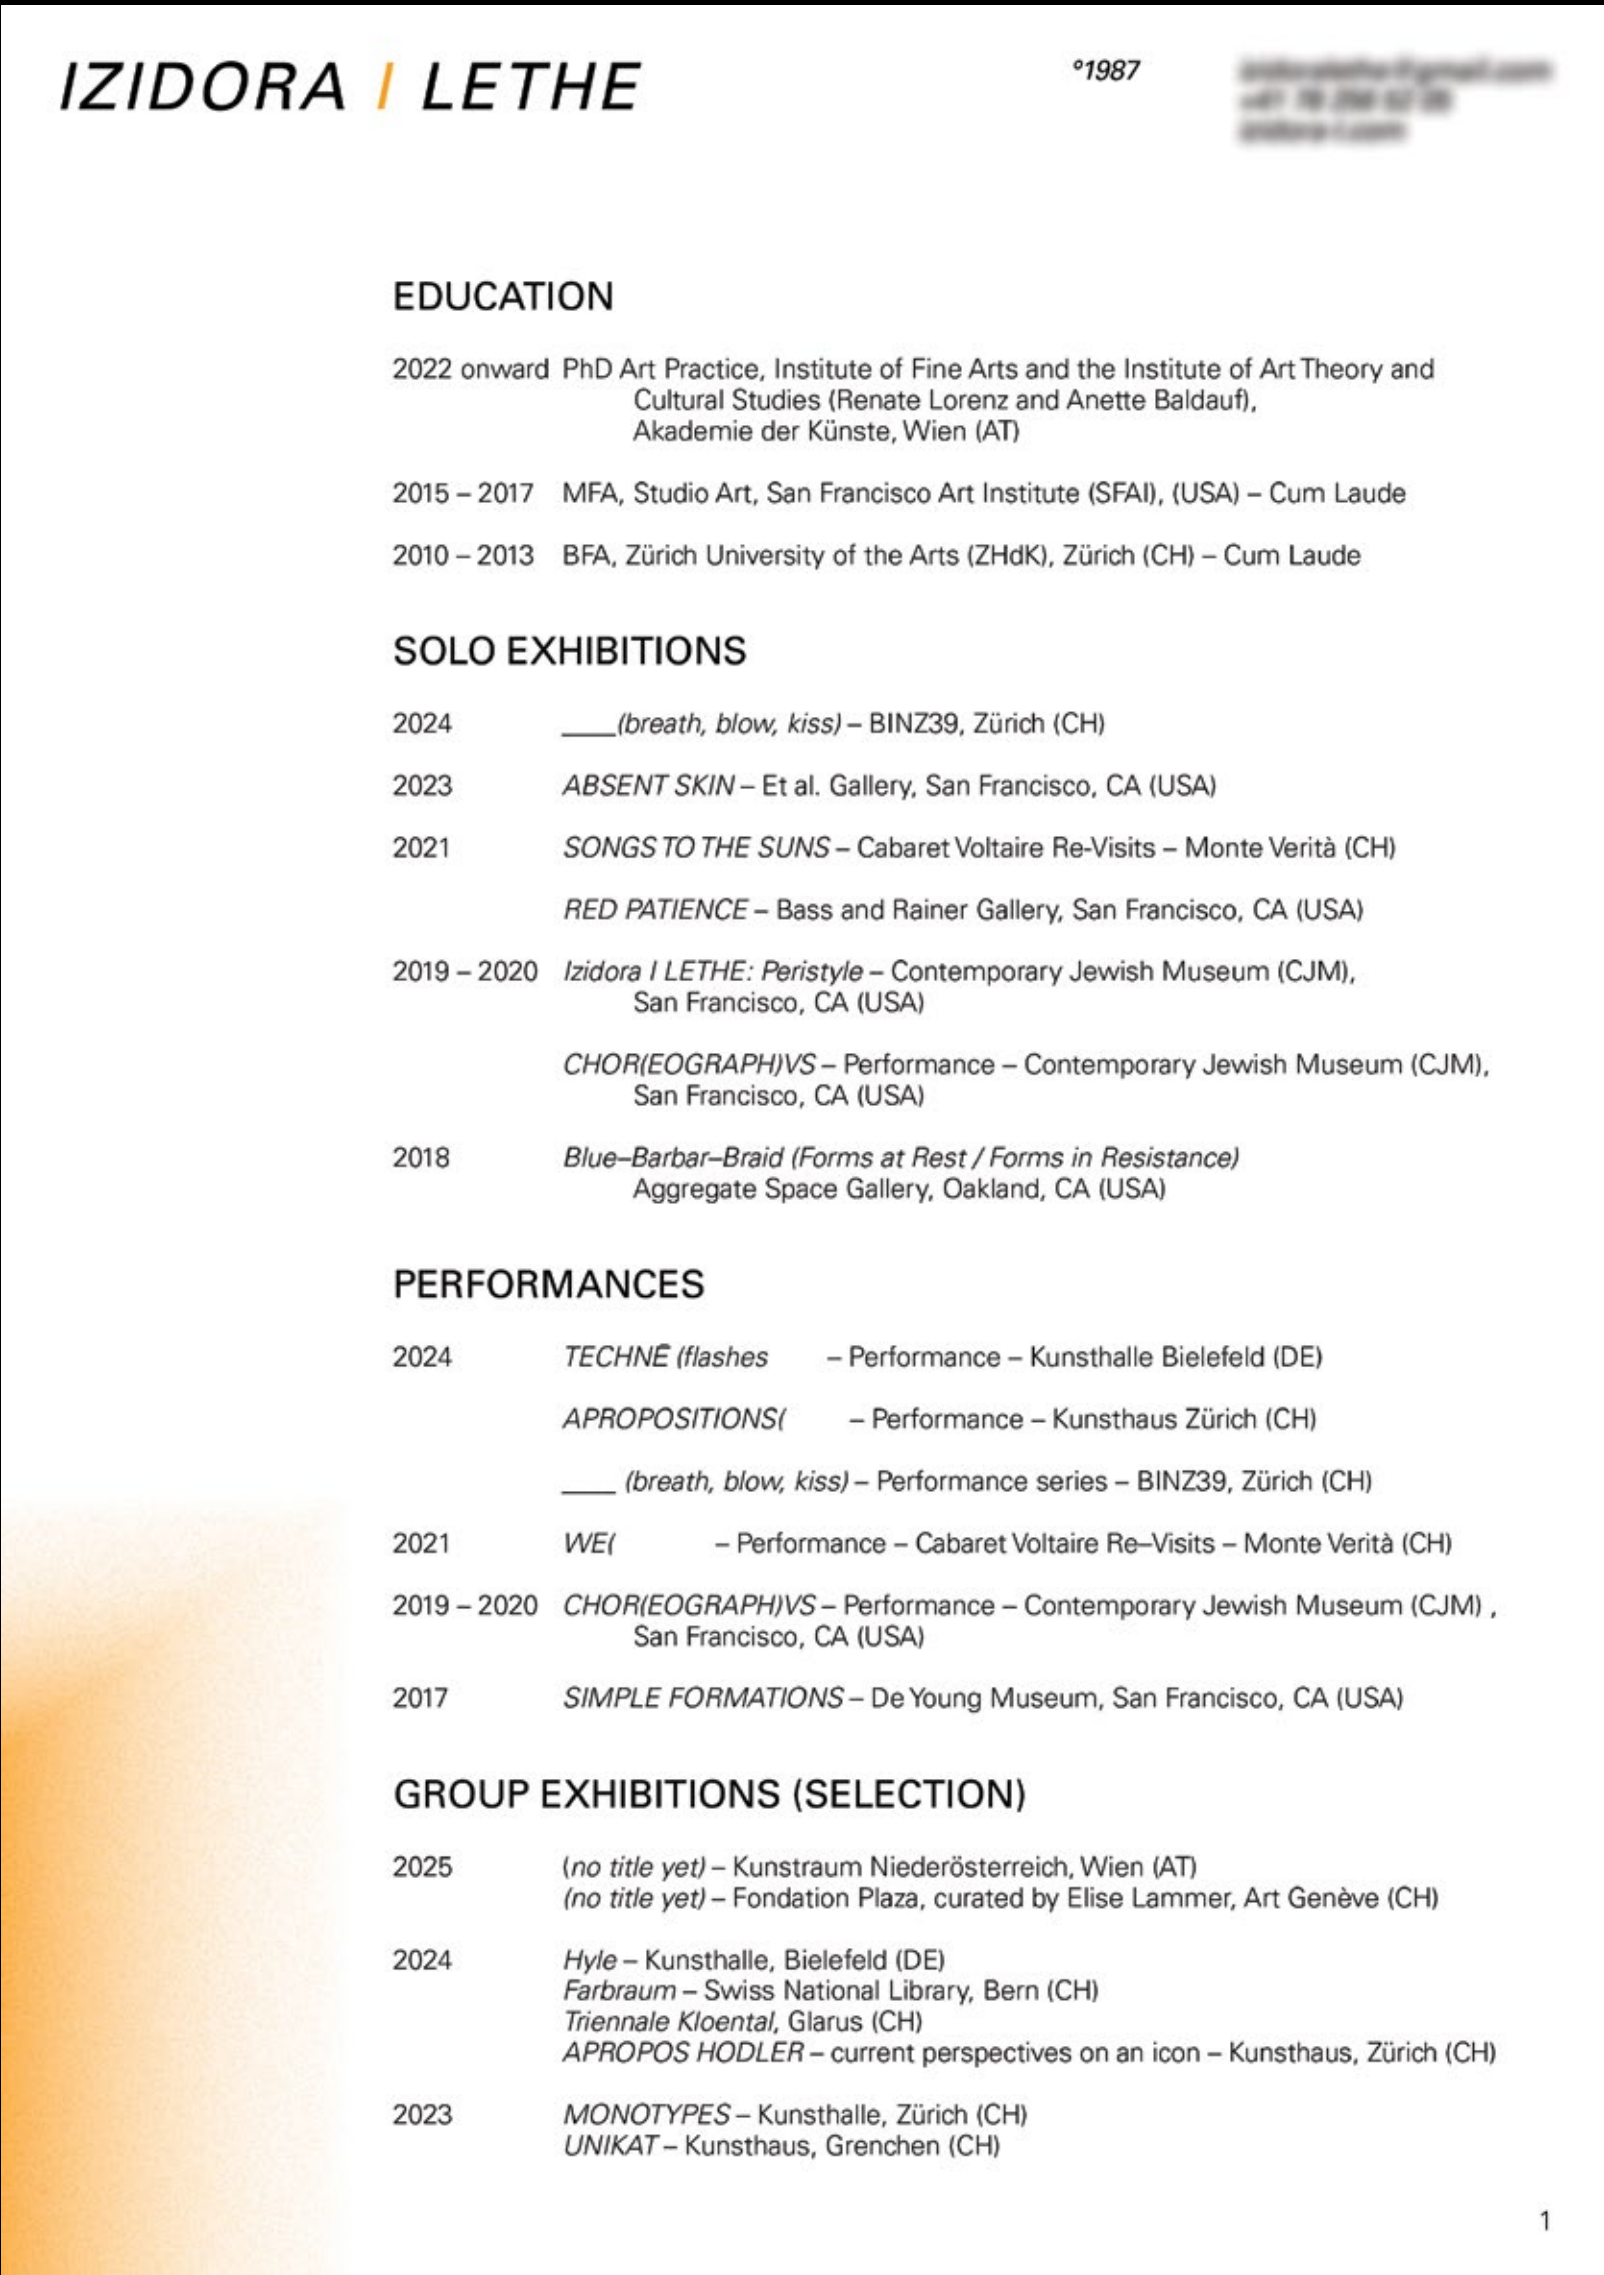 IZIDORA I LETHE
°1987
EDUCATION
2022 onward PhD Art Practice, Institute of Fine Arts and the Institute of Art Theory and
Cultural Studies (Renate Lorenz and Anette Baldauf),
Akademie der Künste, Wien (AT)
2015 – 2017 MFA, Studio Art, San Francisco Art Institute (SFAI), (USA) – Cum Laude
2010 – 2013 BFA, Zürich University of the Arts (ZHdK), Zürich (CH) – Cum Laude
SOLO EXHIBITIONS
2024 ____(breath, blow, kiss) – BINZ39, Zürich (CH)
2023 ABSENT SKIN – Et al. Gallery, San Francisco, CA (USA)
2021 SONGS TO THE SUNS – Cabaret Voltaire Re-Visits – Monte Verità (CH)
RED PATIENCE – Bass and Rainer Gallery, San Francisco, CA (USA)
2019 – 2020 Izidora I LETHE: Peristyle – Contemporary Jewish Museum (CJM),
San Francisco, CA (USA)
CHOR(EOGRAPH)VS – Performance – Contemporary Jewish Museum (CJM),
San Francisco, CA (USA)
2018 Blue–Barbar–Braid (Forms at Rest / Forms in Resistance)
Aggregate Space Gallery, Oakland, CA (USA)
PERFORMANCES
2024 TECHNĒ (flashes – Performance – Kunsthalle Bielefeld (DE)
APROPOSITIONS( – Performance – Kunsthaus Zürich (CH)
____ (breath, blow, kiss) – Performance series – BINZ39, Zürich (CH)
2021 WE( – Performance – Cabaret Voltaire Re–Visits – Monte Verità (CH)
2019 – 2020 CHOR(EOGRAPH)VS – Performance – Contemporary Jewish Museum (CJM) ,
San Francisco, CA (USA)
2017 SIMPLE FORMATIONS – De Young Museum, San Francisco, CA (USA)
GROUP EXHIBITIONS (SELECTION)
2025 (no title yet) – Kunstraum Niederösterreich, Wien (AT)
(no title yet) – Fondation Plaza, curated by Elise Lammer, Art Genève (CH)
2024 Hyle – Kunsthalle, Bielefeld (DE)
Farbraum – Swiss National Library, Bern (CH)
Triennale Kloental, Glarus (CH)
APROPOS HODLER – current perspectives on an icon – Kunsthaus, Zürich (CH)
2023 MONOTYPES – Kunsthalle, Zürich (CH)
UNIKAT – Kunsthaus, Grenchen (CH)
1